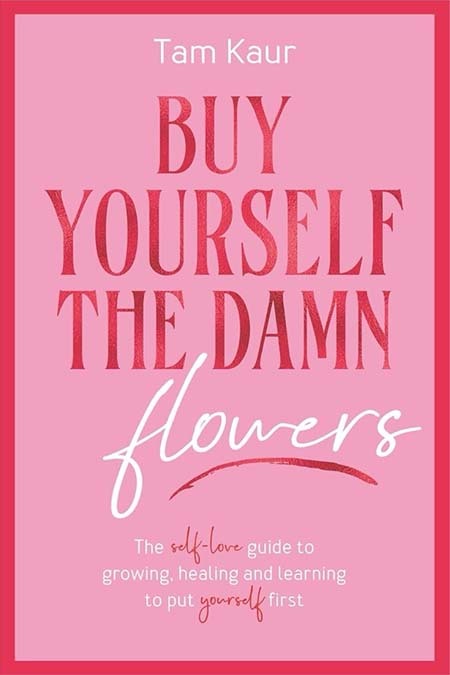 Tam Kaur
BUY
YOURSELF
THE DAMN
flowers
The self-love guide to
growing, healing and learning
to put yourself first